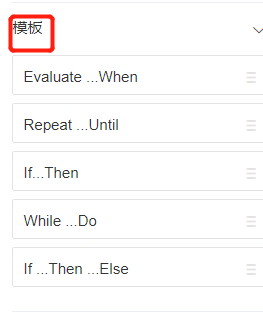 模板
Evaluate ...When
Repeat ...Until
If...Then
While ...Do
If ...Then ...Else